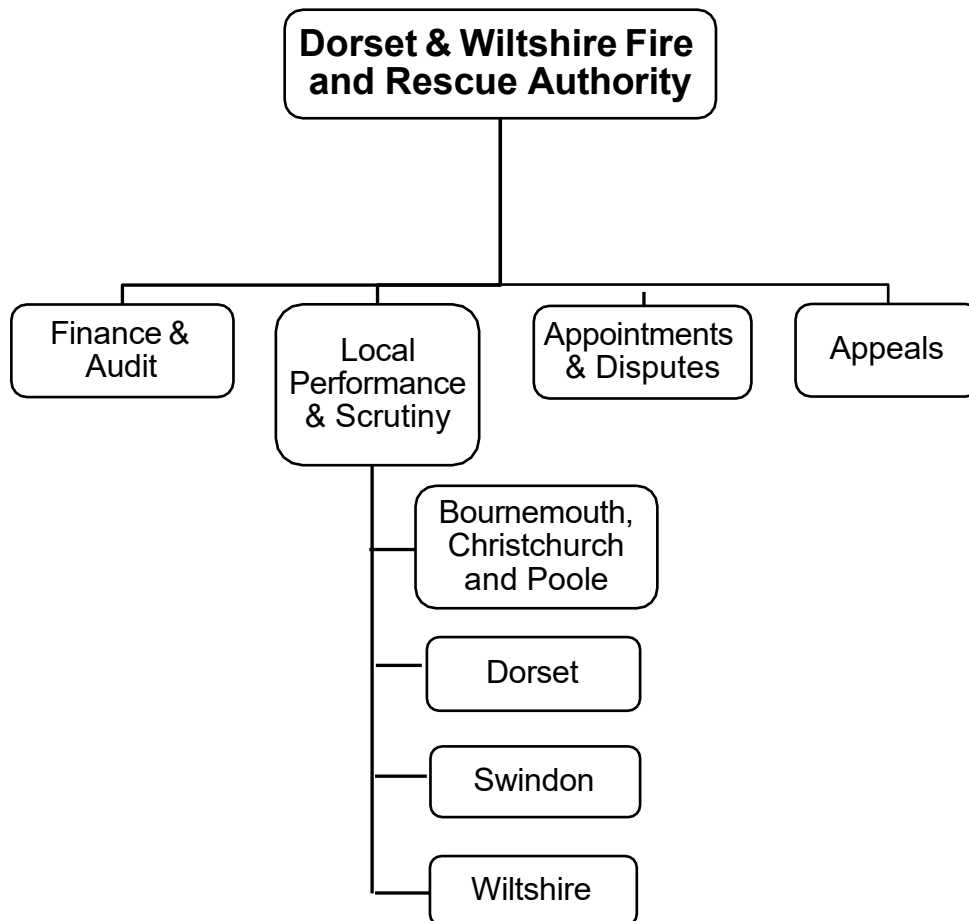 Dorset & Wiltshire Fire
and Rescue Authority
Finance &
Audit
Local
Performance
& Scrutiny
Appointments
& Disputes
Appeals
Bournemouth,
Christchurch
and Poole
Dorset
Swindon
Wiltshire